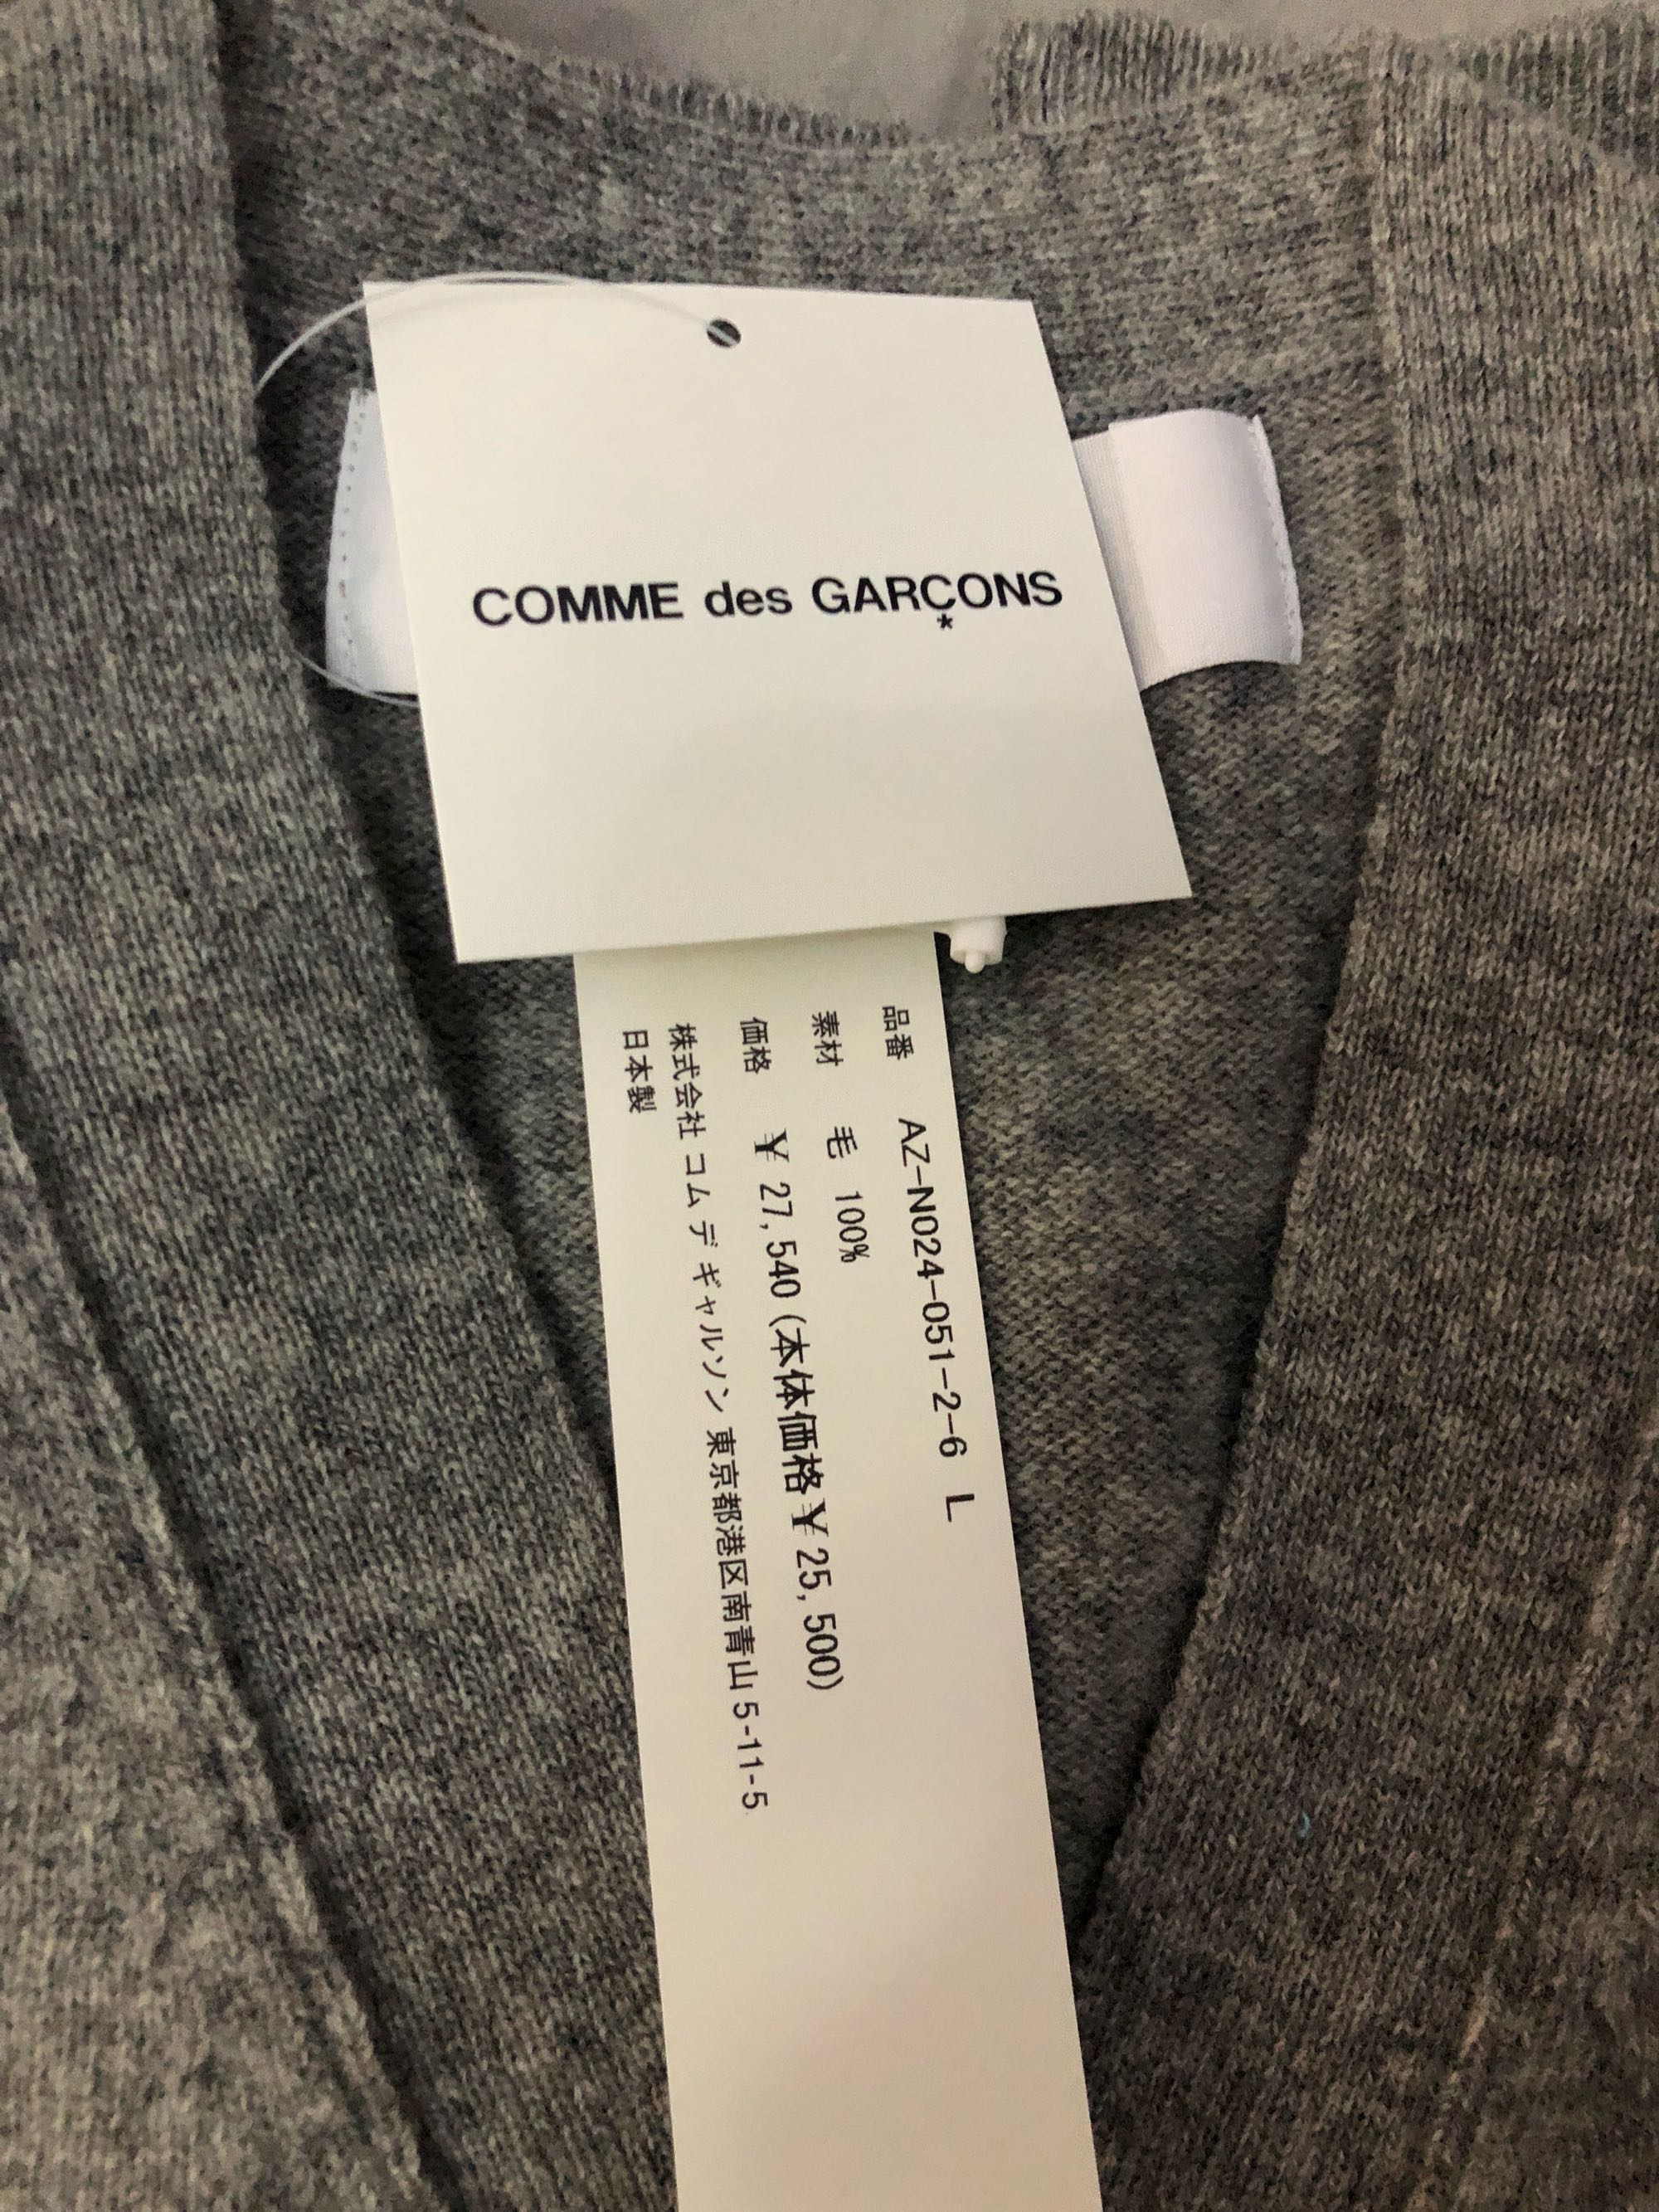 COMME des GARÇONS
*
品番 AZ-N024-051-2-6 L
素材 毛 100%
価格 ¥ 27,540 (本体価格¥ 25,500)
株式会社 コム デ ギャルソン 東京都港区南青山 5-11-5
日本製